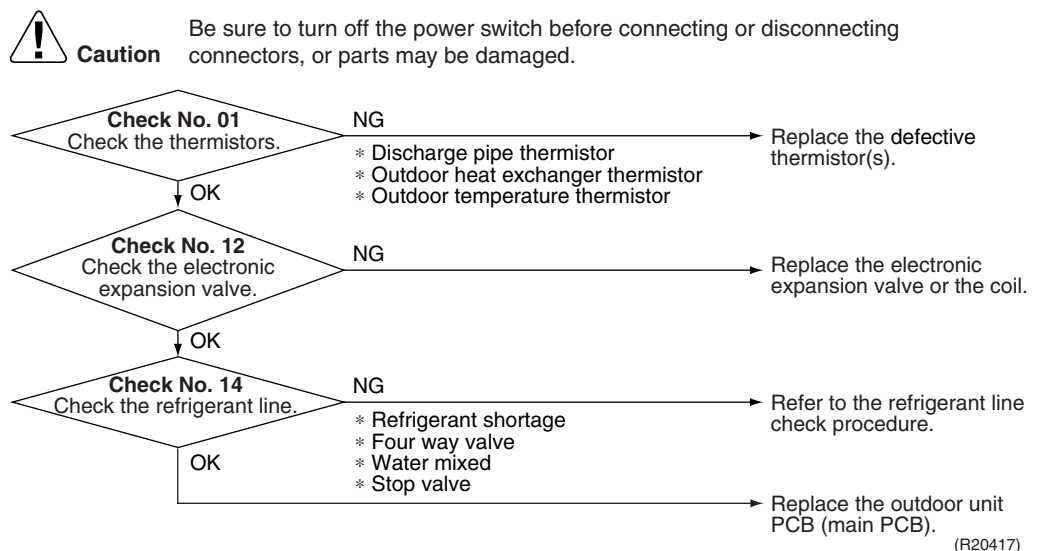 Be sure to turn off the power switch before connecting or disconnecting
Caution connectors, or parts may be damaged.
Check No. 01
Check the thermistors.
NG
∗ Discharge pipe thermistor
∗ Outdoor heat exchanger thermistor
∗ Outdoor temperature thermistor
Replace the defective
thermistor(s).
OK
Check No. 12
Check the electronic
expansion valve.
NG
Replace the electronic
expansion valve or the coil.
OK
Check No. 14
Check the refrigerant line.
NG
∗ Refrigerant shortage
∗ Four way valve
∗ Water mixed
∗ Stop valve
Refer to the refrigerant line
check procedure.
OK
Replace the outdoor unit
PCB (main PCB).
(R20417)